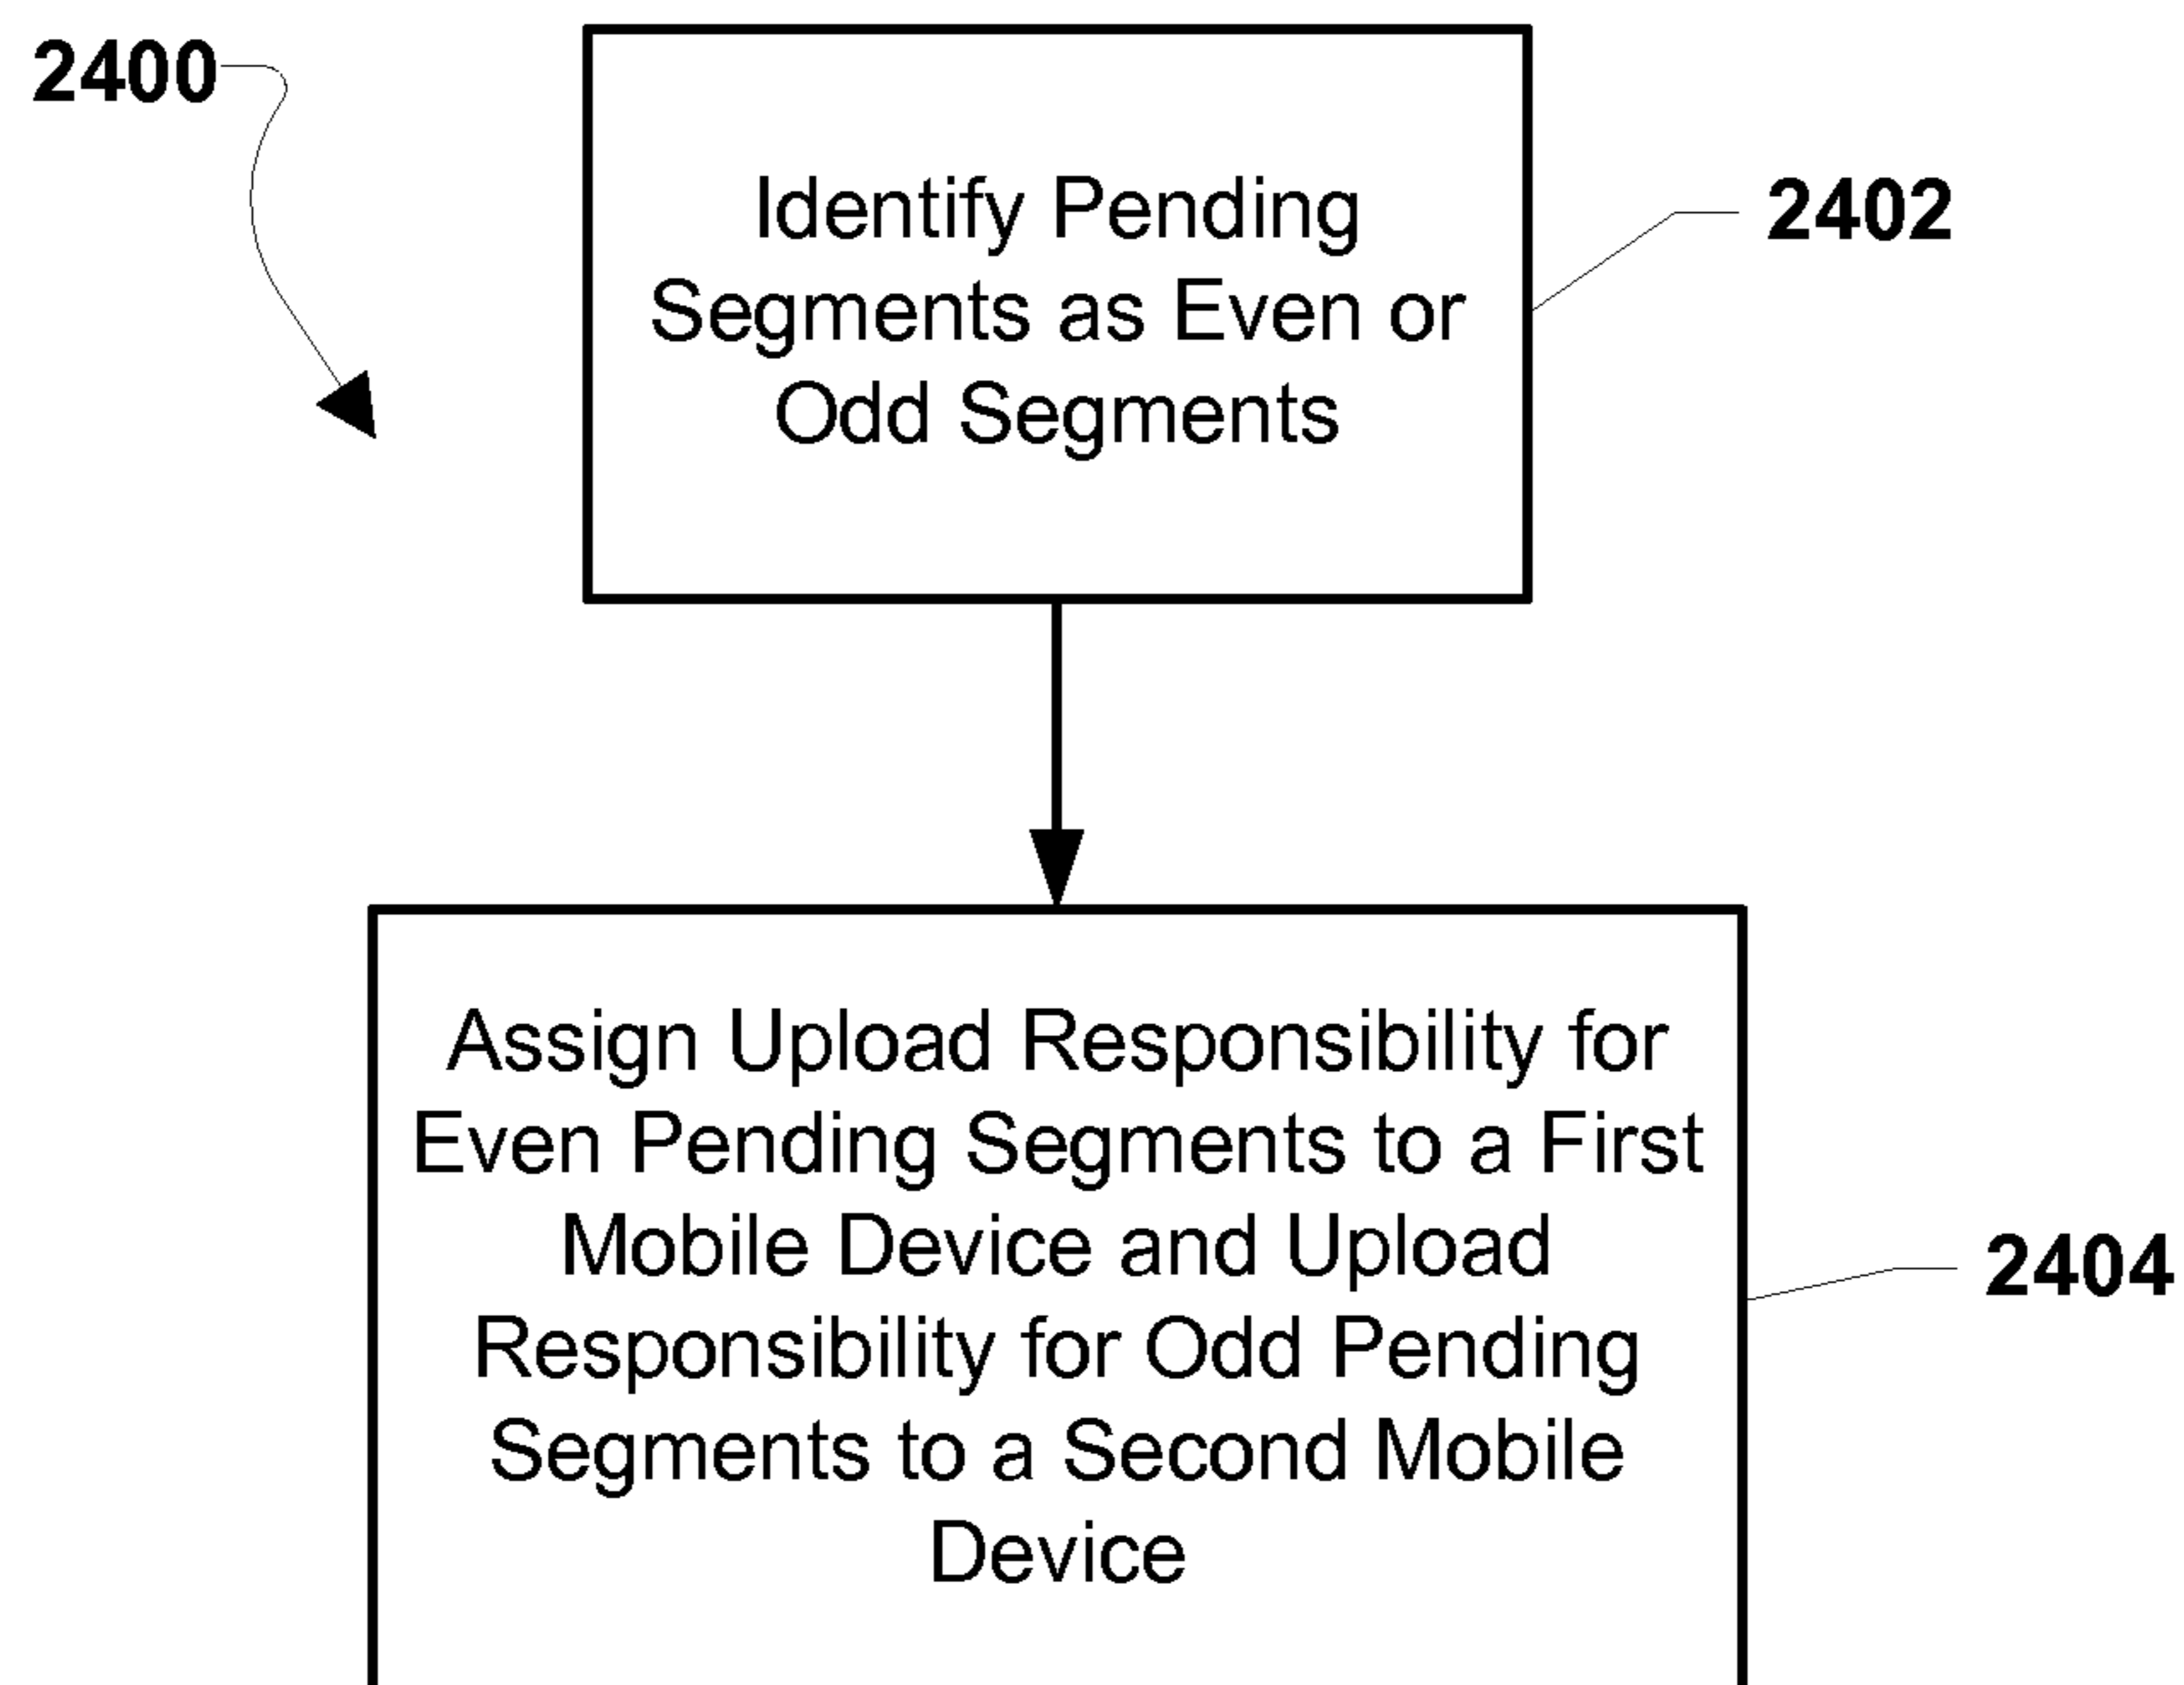 2400
Identify Pending
Segments as Even or
Odd Segments
2402
Assign Upload Responsibility for
Even Pending Segments to a First
Mobile Device and Upload
Responsibility for Odd Pending
Segments to a Second Mobile
Device
2404